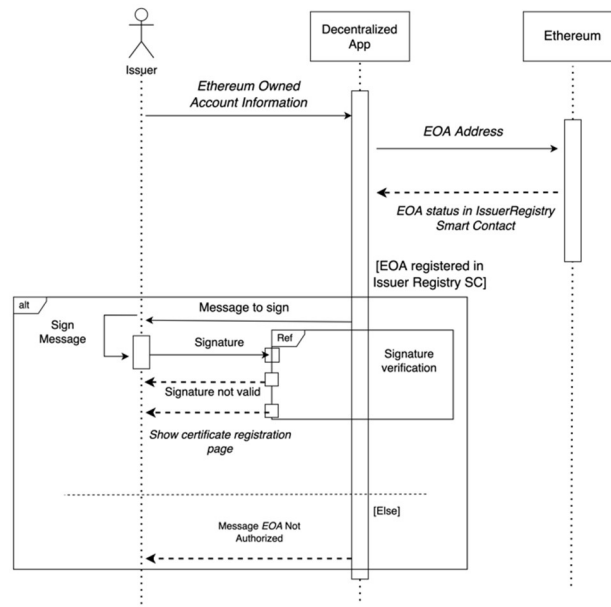 Decentralized
App
Ethereum
Issuer
Ethereum Owned
Account Information
EOA Address
EOA status in IssuerRegistry
Smart Contact
[EOA registered in
Issuer Registry SC]
alt
Message to sign
Sign
Message
Ref
Signature
Signature
verification
Signature not valid
Show certificate registration
page
[Else]
Message EOA Not
Authorized